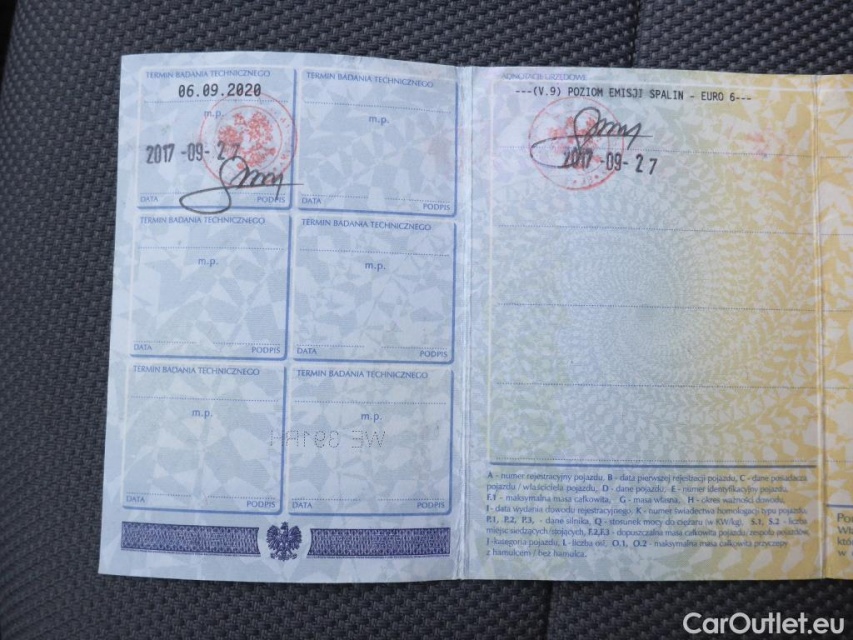 TERMIN BADANIA TECHNICZNEGO
06.09.2020
m.p.
2017 -09- 27
DATA PODPIS
TERMIN BADANIA TECHNICZNEGO
m.p.
DATA PODPIS
TERMIN BADANIA TECHNICZNEGO
m.p.
DATA PODPIS
TERMIN BADANIA TECHNICZNEGO
m.p.
DATA PODPIS
TERMIN BADANIA TECHNICZNEGO
m.p.
DATA PODPIS
TERMIN BADANIA TECHNICZNEGO
m.p.
DATA PODPIS
ADNOTACJE URZĘDOWE
---(V.9) POZIOM EMISJI SPALIN - EURO 6---
2017 -09- 27
A - numer rejestracyjny pojazdu, B - data pierwszej rejestracji pojazdu, C - dane posiadacza
pojazdu / właściciela pojazdu, D - dane pojazdu, E - numer identyfikacyjny pojazdu,
F.1 - maksymalna masa całkowita, G - masa własna, H - okres ważności dowodu,
I - data wydania dowodu rejestracyjnego, K - numer świadectwa homologacji typu pojazdu,
P.1, P.2, P.3, - dane silnika, Q - stosunek mocy do ciężaru (w KW/kg), S.1, S.2 - liczba
miejsc siedzących/stojących, F.2, F.3 - dopuszczalna masa całkowita pojazdu/zespołu pojazdów,
J - kategoria pojazdu, L - liczba osi, O.1, O.2 - maksymalna masa całkowita przyczepy
z hamulcem / bez hamulca.
CarOutlet.eu